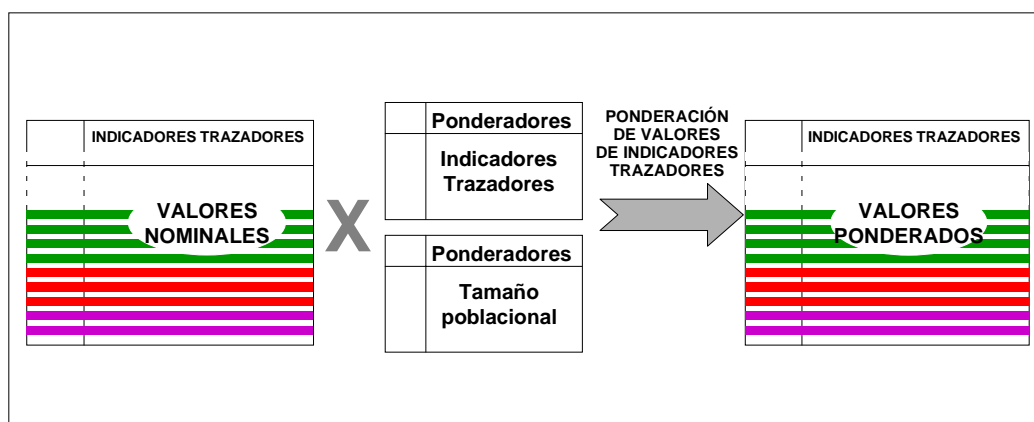 INDICADORES TRAZADORES
VALORES
NOMINALES
X
Ponderadores
Indicadores
Trazadores
Ponderadores
Tamaño
poblacional
PONDERACIÓN
DE VALORES
DE INDICADORES
TRAZADORES
INDICADORES TRAZADORES
VALORES
PONDERADOS